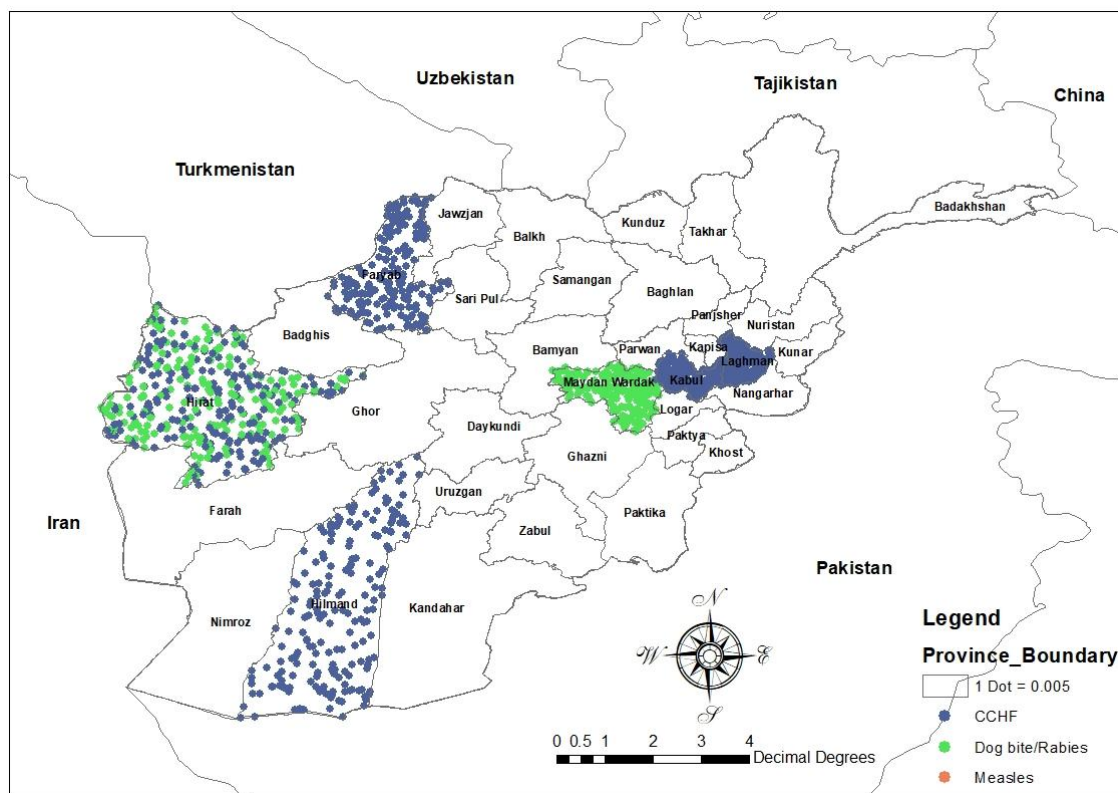 Uzbekistan
Tajikistan
China
Turkmenistan
Jawzjan
Balkh
Kunduz
Takhar
Badakhshan
Faryab
Sari Pul
Samangan
Baghlan
Panjsher
Nuristan
Badghis
Bamyan
Parwan
Kapisa
Laghman
Kunar
Hirat
Maydan Wardak
Kabul
Nangarhar
Ghor
Logar
Daykundi
Paktya
Ghazni
Khost
Iran
Farah
Uruzgan
Zabul
Paktika
Pakistan
Nimroz
Hilmand
Kandahar
N
W
E
S
Legend
Province_Boundary
1 Dot = 0.005
CCHF
Dog bite/Rabies
Measles
0 0.5 1 2 3 4
Decimal Degrees